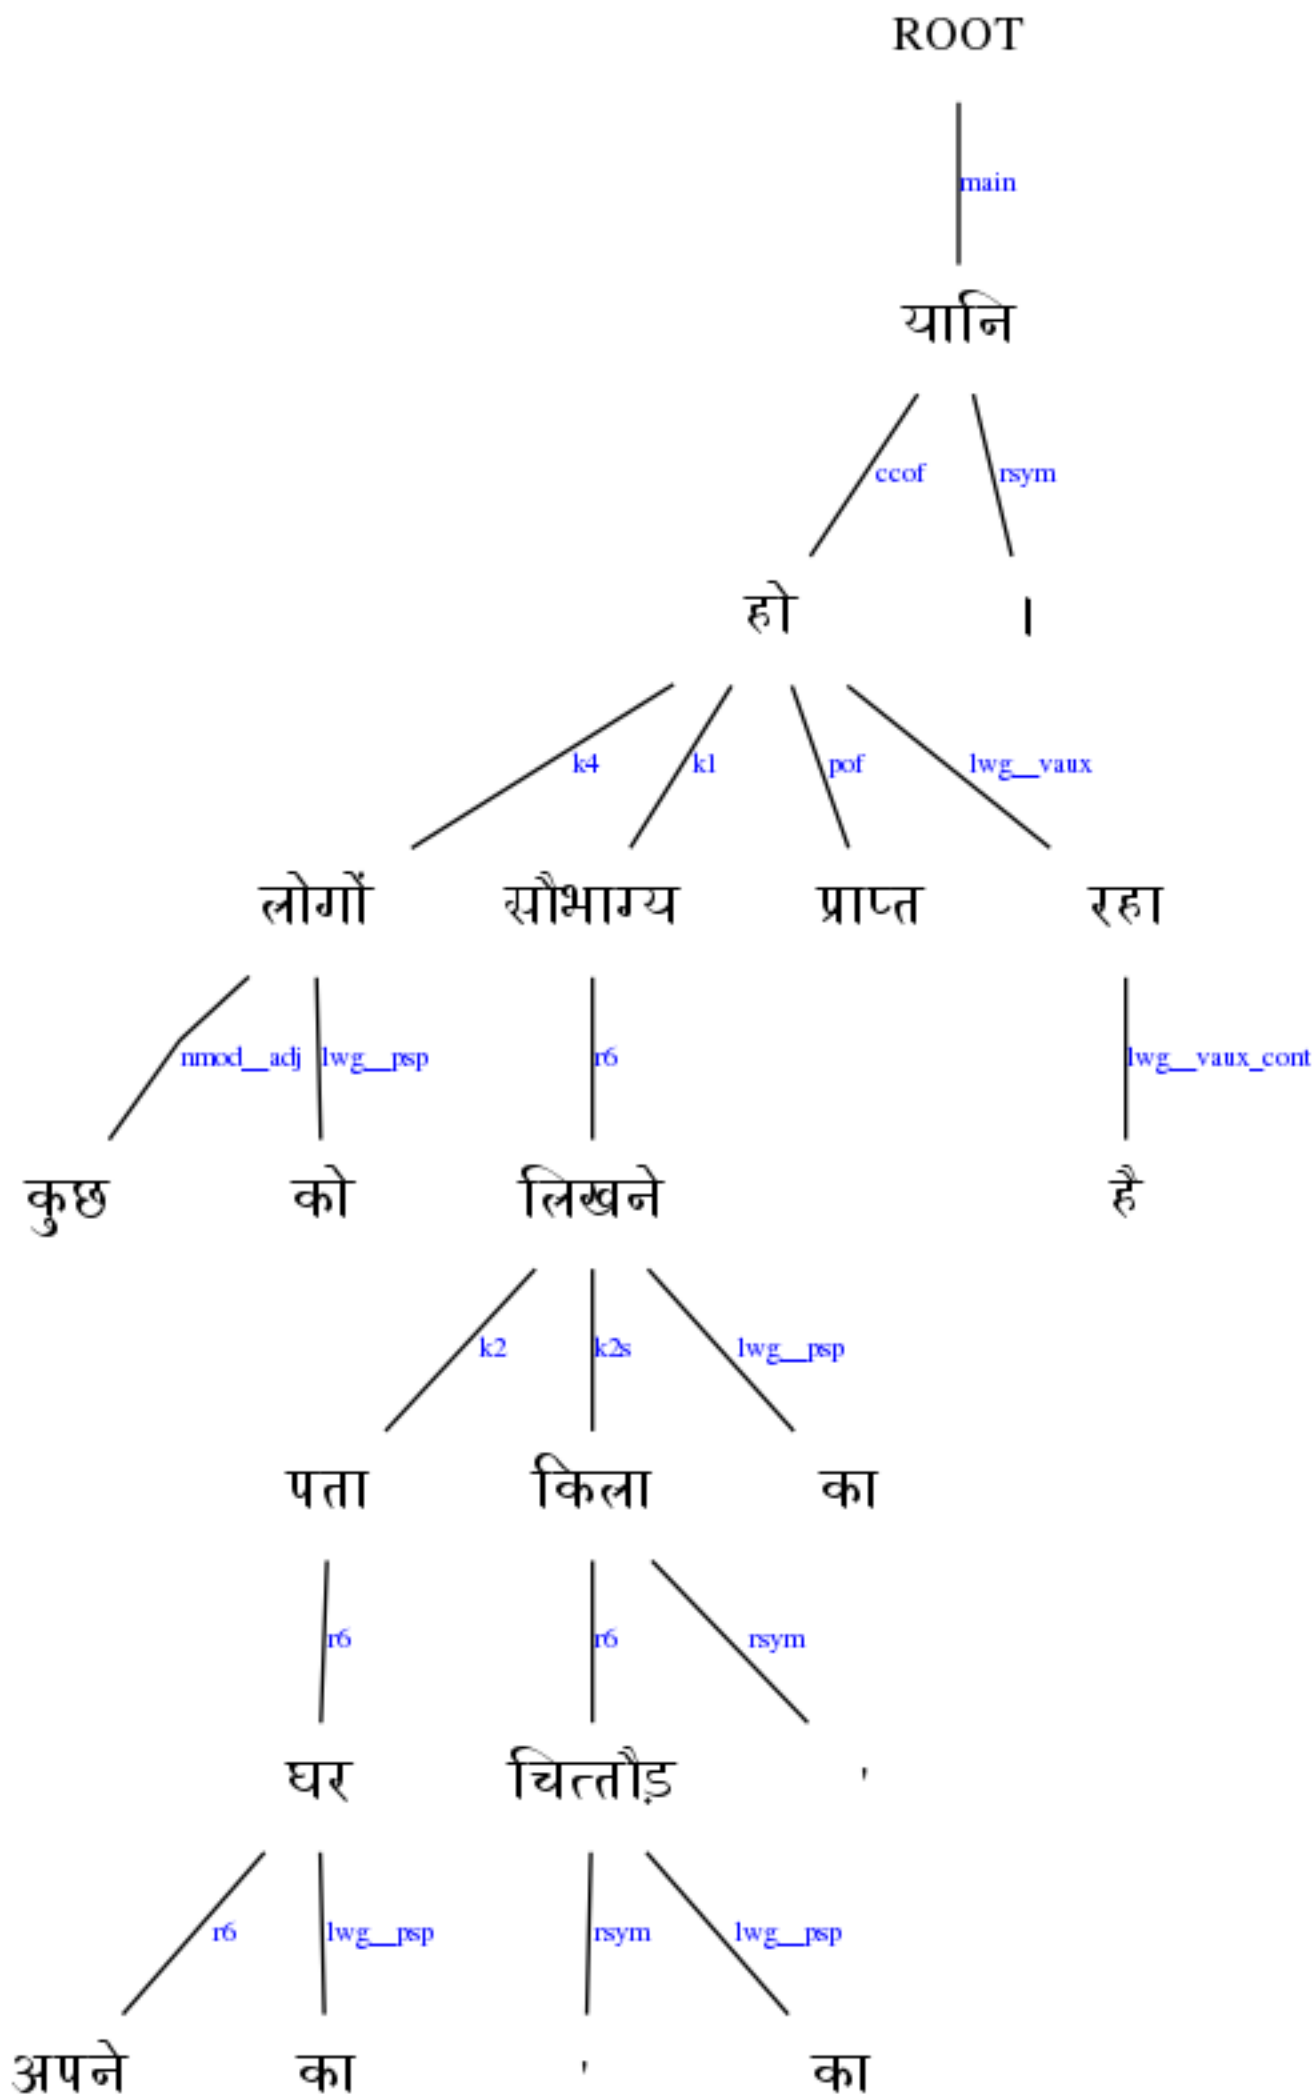 ROOT
main
यानि
ccof rsym
हो ।
k4 k1 pof lwg__vaux
लोगों सौभाग्य प्राप्त रहा
nmod__adj lwg__psp r6 lwg__vaux_cont
कुछ को लिखने है
k2 k2s lwg__psp
पता किला का
r6 r6 rsym
घर चित्तौड़ '
r6 lwg__psp rsym lwg__psp
अपने का ' का